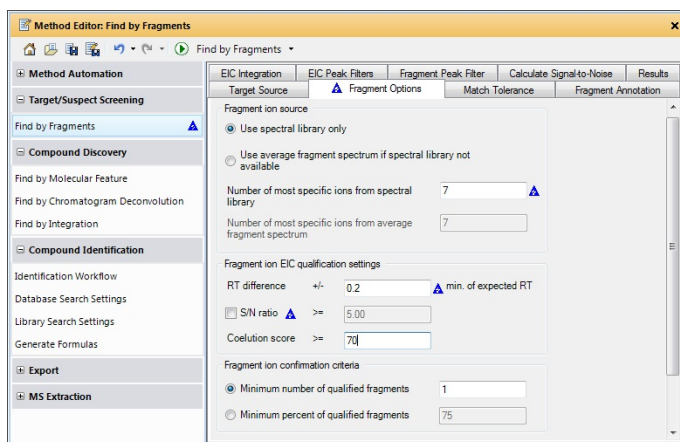 Method Editor: Find by Fragments
Find by Fragments
Method Automation
Target/Suspect Screening
Find by Fragments
Compound Discovery
Find by Molecular Feature
Find by Chromatogram Deconvolution
Find by Integration
Compound Identification
Identification Workflow
Database Search Settings
Library Search Settings
Generate Formulas
Export
MS Extraction
EIC Integration EIC Peak Filters Fragment Peak Filter Calculate Signal-to-Noise Results
Target Source Fragment Options Match Tolerance Fragment Annotation
Fragment ion source
Use spectral library only
Use average fragment spectrum if spectral library not
available
Number of most specific ions from spectral 7
library
Number of most specific ions from average 7
fragment spectrum
Fragment ion EIC qualification settings
RT difference +/- 0.2 min. of expected RT
S/N ratio >= 5.00
Coelution score >= 70
Fragment ion confirmation criteria
Minimum number of qualified fragments 1
Minimum percent of qualified fragments 75